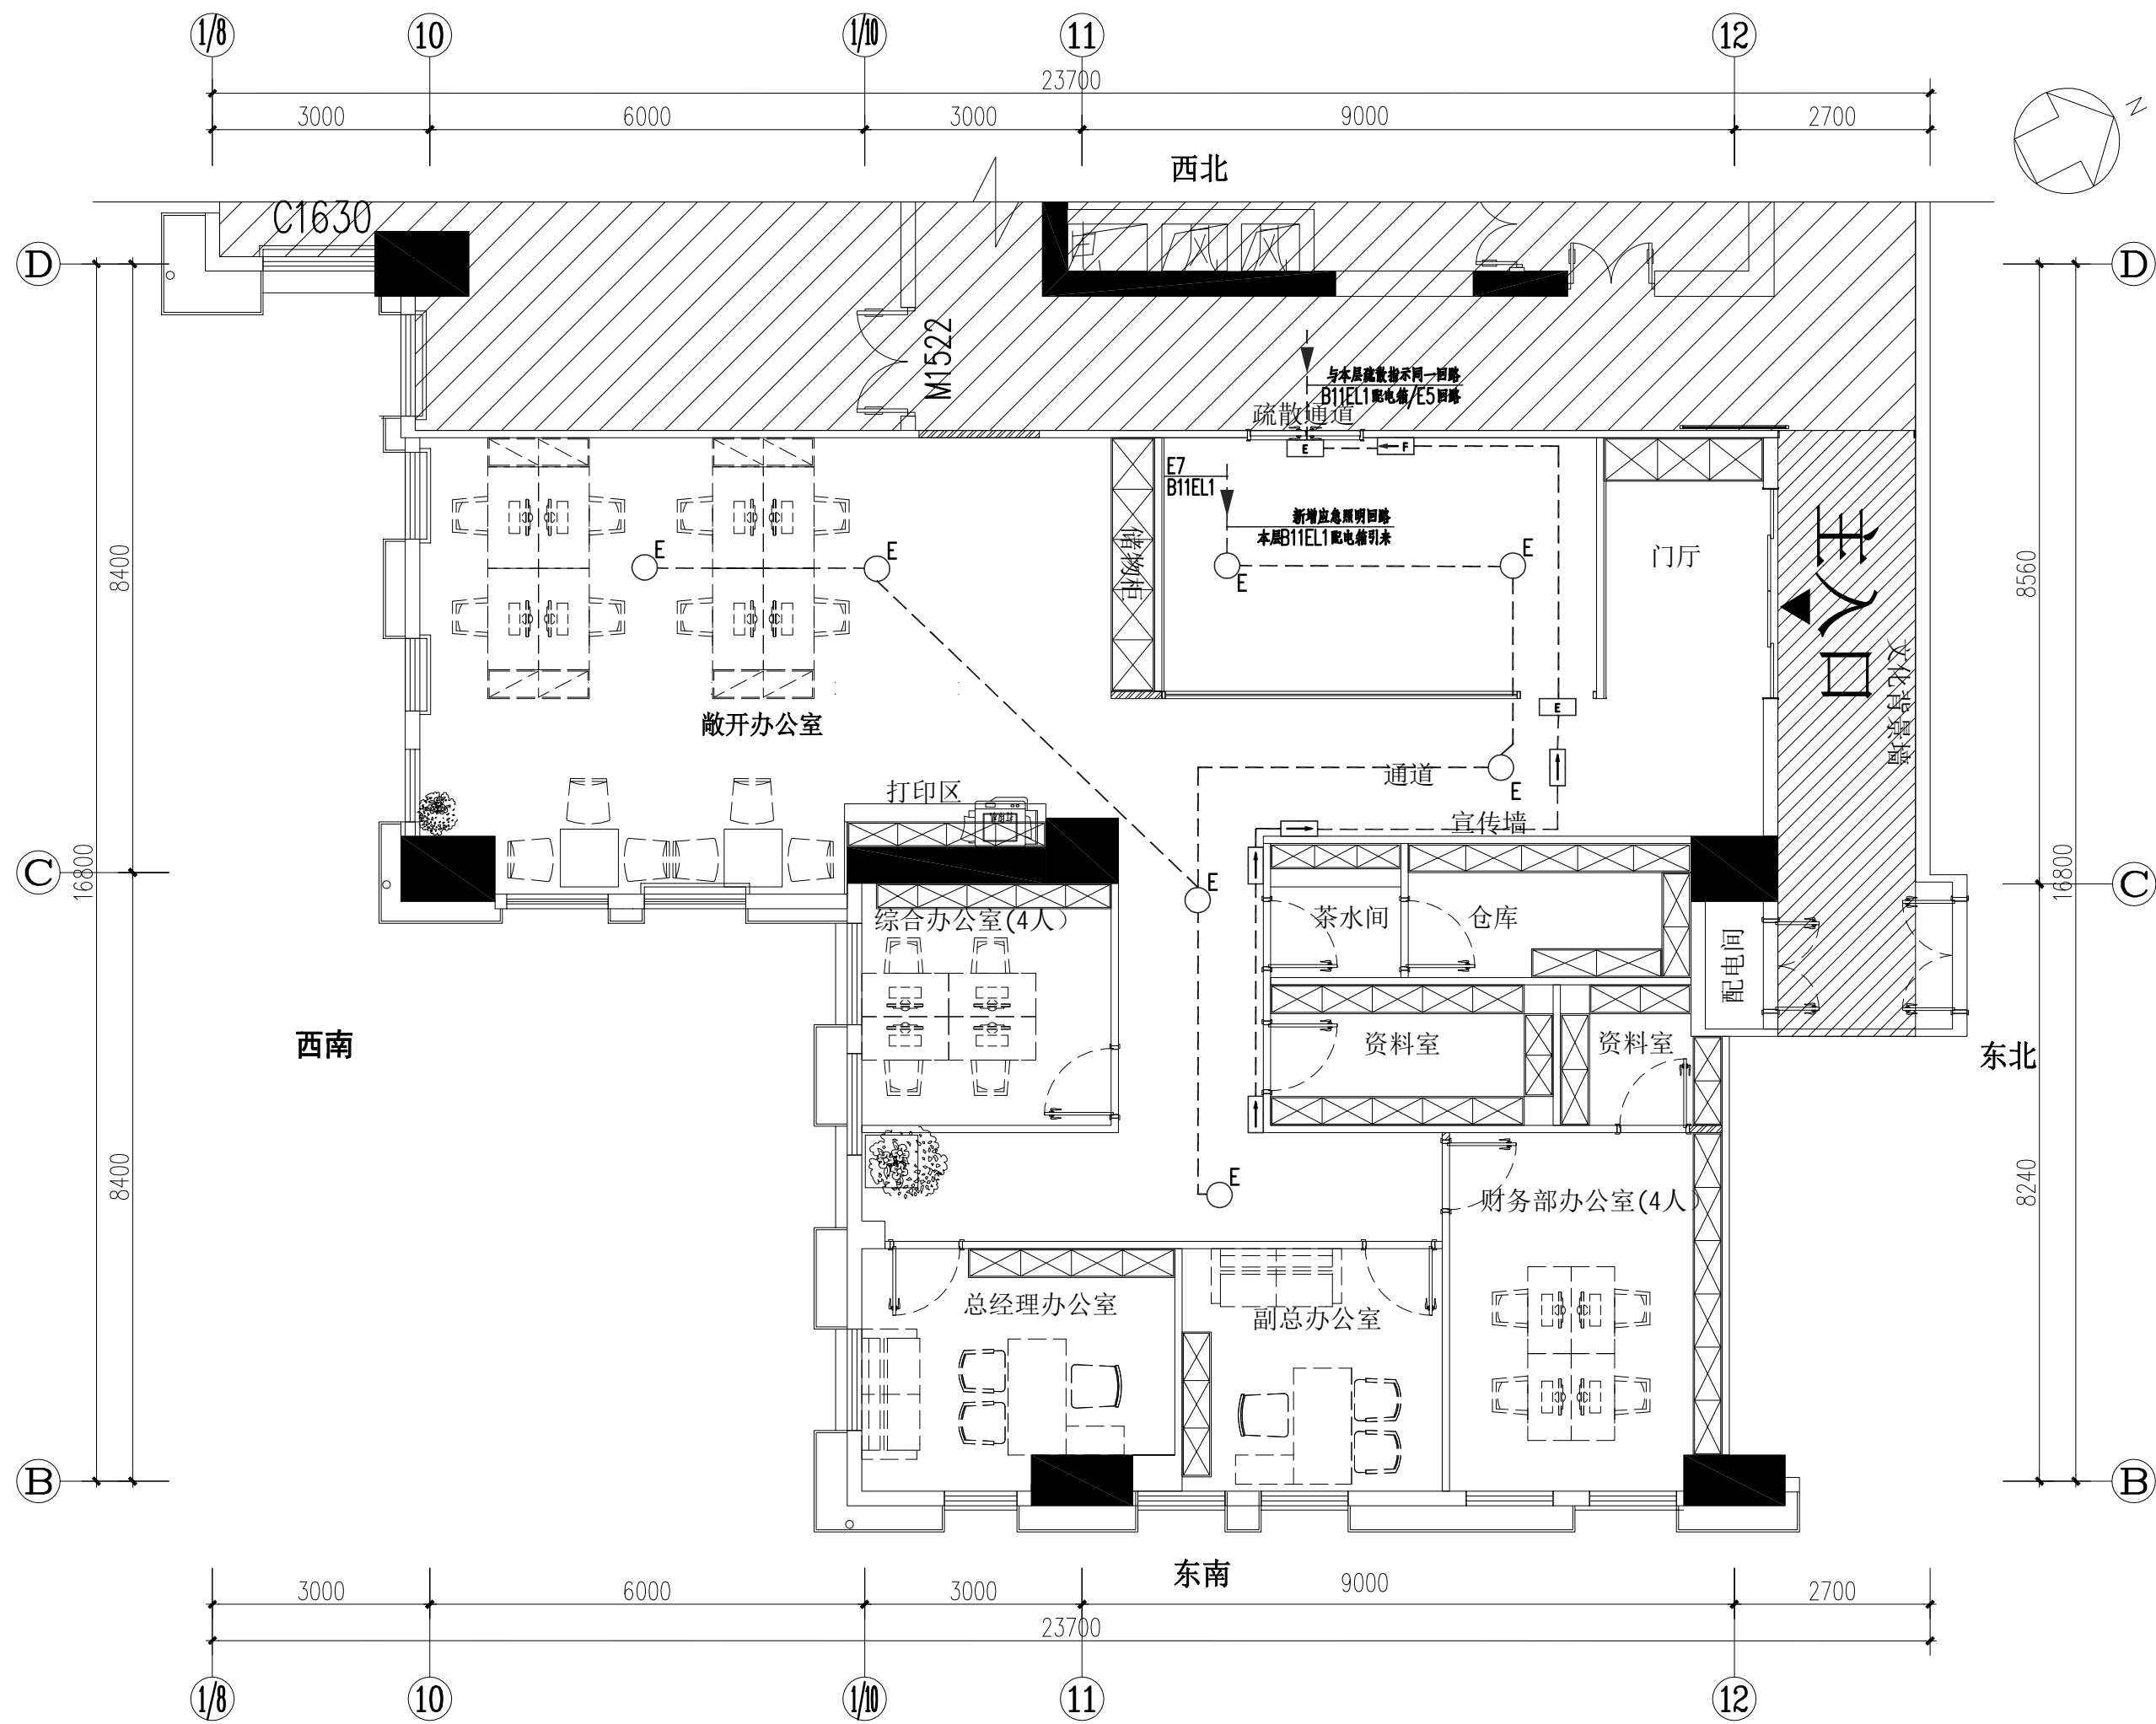 1/8
10
1/10
11
12
23700
3000
6000
3000
9000
2700
N
西北
C1630
D
D
M1522
与本层疏散指示同一回路
B11EL1配电箱/E5回路
疏散通道
E
F
E7
B11EL1
新增应急照明回路
本层B11EL1配电箱引来
储物柜
门厅
主入口
文化背景墙
E
E
E
E
8400
8560
E
敞开办公室
打印区
通道
E
宣传墙
16800
16800
C
C
综合办公室(4人)
E
茶水间
仓库
配电间
西南
资料室
资料室
东北
8400
8240
E
财务部办公室(4人)
总经理办公室
副总办公室
B
B
东南
3000
6000
3000
9000
2700
23700
1/8
10
1/10
11
12